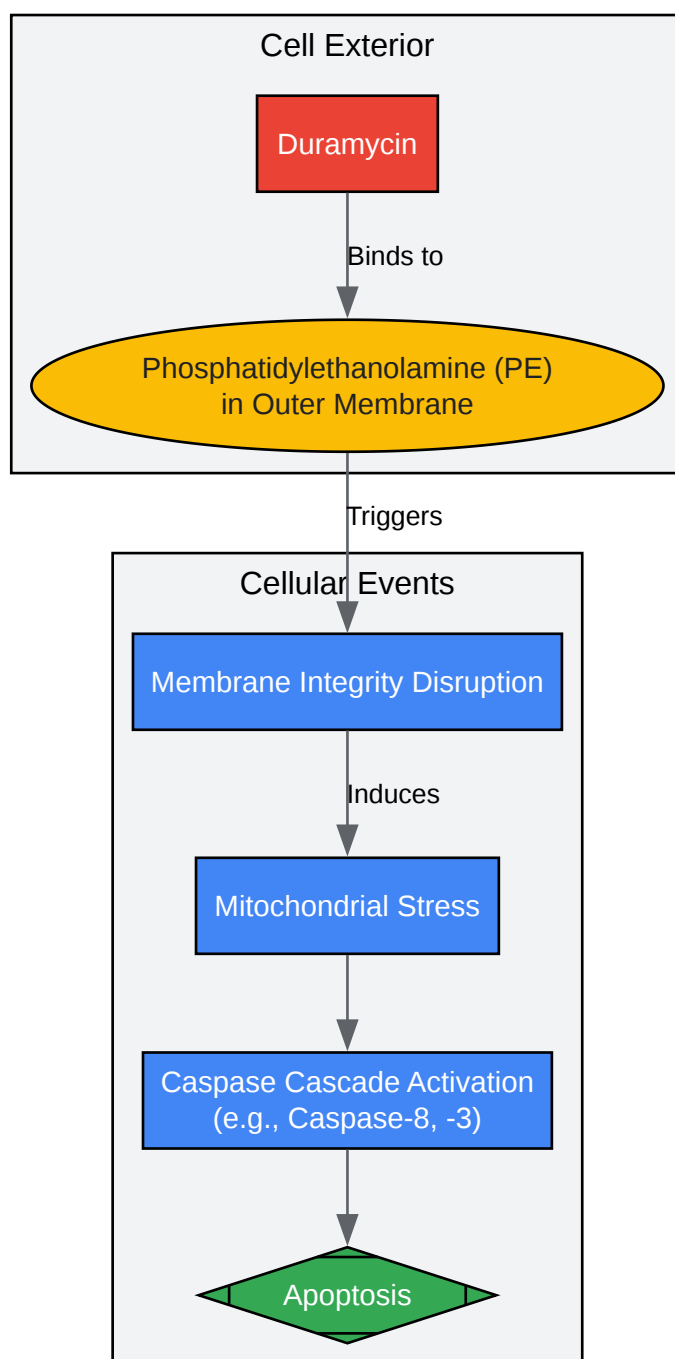 Cell Exterior
Duramycin
Binds to
Phosphatidylethanolamine (PE)
in Outer Membrane
Triggers
Cellular Events
Membrane Integrity Disruption
Induces
Mitochondrial Stress
Caspase Cascade Activation
(e.g., Caspase-8, -3)
Apoptosis